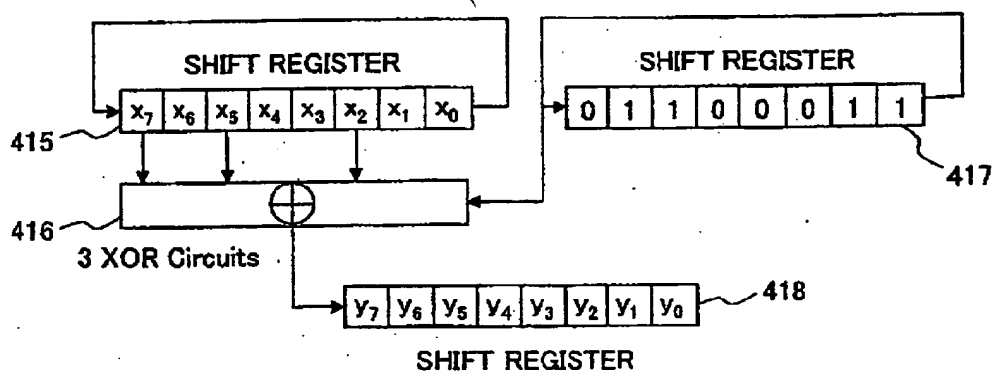 SHIFT REGISTER
SHIFT REGISTER
x7 x6 x5 x4 x3 x2 x1 x0
0 1 1 0 0 0 1 1
415
417
416
3 XOR Circuits
y7 y6 y5 y4 y3 y2 y1 y0
418
SHIFT REGISTER